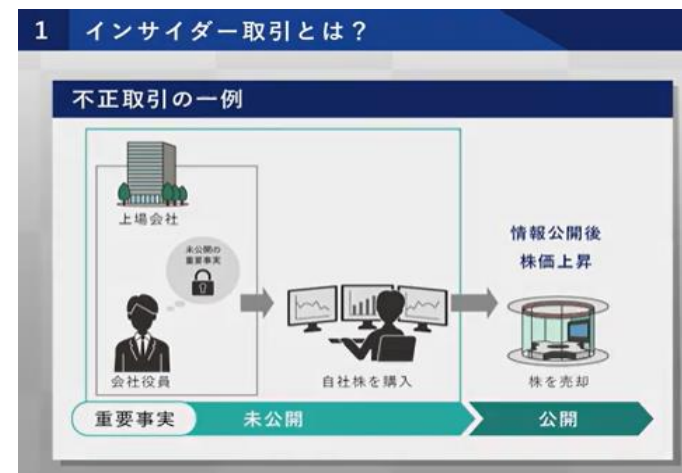 1 インサイダー取引とは？
不正取引の一例
上場会社
未公開の
重要事実
会社役員
自社株を購入
情報公開後
株価上昇
株を売却
重要事実 未公開 公開